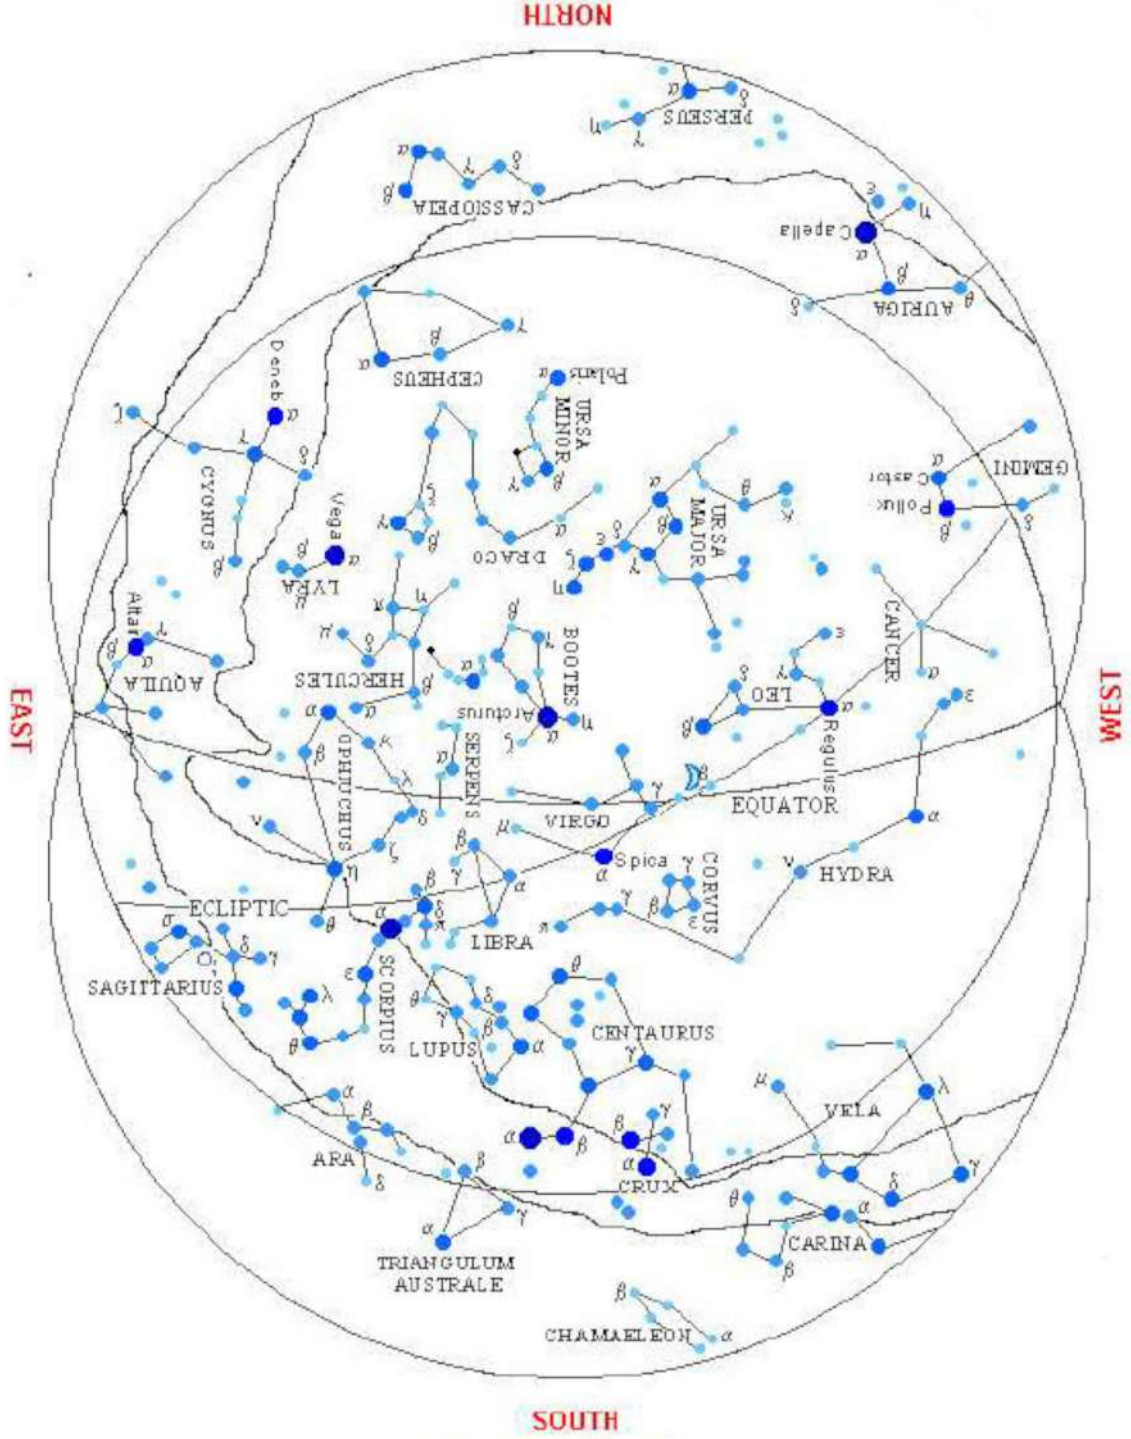 NORTH
α
δ
PERSEUS
η
γ
α
γ
δ
β
CASSIOPEIA
ε
η
Capella
α
β
θ
δ
AURIGA
γ
β
α
CEPHEUS
Deneb
α
Polaris
α
URSA
MINOR
β
γ
ζ
γ
δ
CYGNUS
β
GEMINI
α
Castor
Pollux
β
δ
θ
κ
α
β
URSA
MAJOR
δ
ε
ζ
γ
η
ξ
γ
β
α
DRACO
Vega
α
β
LYRA
Altair
γ
β
α
AQUILA
π
η
μ
δ
HERCULES
β
α
BOOTES
γ
β
Arcturus
η
α
ζ
CANCER
α
ε
γ
δ
LEO
β
α
Regulus
ε
EAST
WEST
α
β
κ
λ
OPHIUCHUS
δ
ν
ζ
η
θ
SERPENS
α
VIRGO
γ
β
EQUATOR
μ
Spica
α
γ
β
ε
CORVUS
α
ν
HYDRA
γ
π
β
γ
α
LIBRA
ECLIPTIC
σ
δ
γ
SAGITTARIUS
β
δ
π
α
ε
SCORPIUS
λ
θ
θ
δ
γ
β
α
LUPUS
θ
CENTAURUS
γ
α
β
β
γ
α
CRUX
μ
λ
VELA
δ
γ
α
β
ARA
δ
β
γ
α
TRIANGULUM
AUSTRALE
θ
α
CARINA
β
β
CHAMAELEON
α
SOUTH